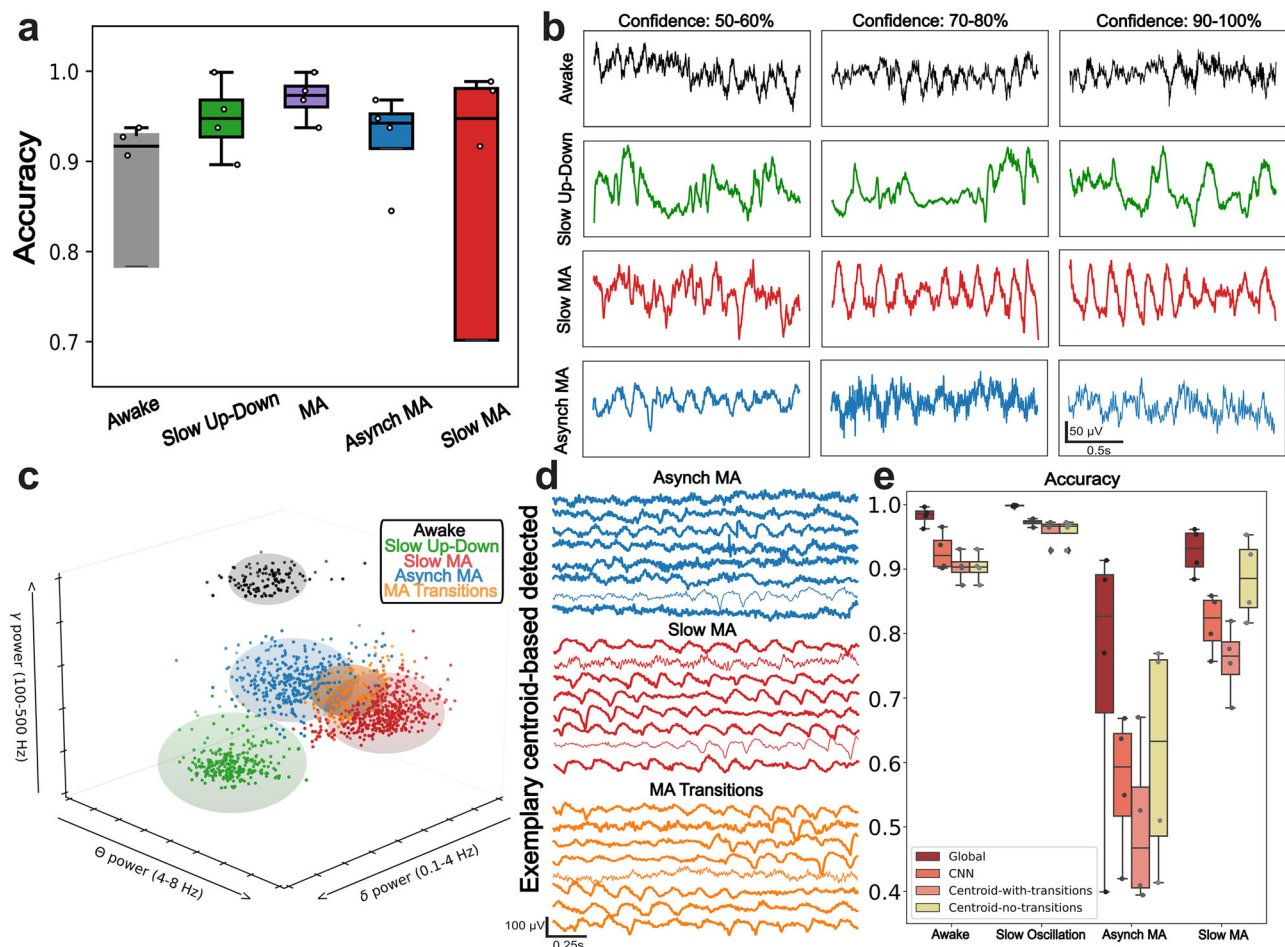 a
Accuracy
1.0
0.9
0.8
0.7
Awake
Slow Up-Down
MA
Asynch MA
Slow MA
b
Confidence: 50-60%
Confidence: 70-80%
Confidence: 90-100%
Awake
Slow Up-Down
Slow MA
Asynch MA
50 µV
0.5s
c
Awake
Slow Up-Down
Slow MA
Asynch MA
MA Transitions
γ power (100-500 Hz)
Θ power (4-8 Hz)
δ power (0.1-4 Hz)
d
Exemplary centroid-based detected
Asynch MA
Slow MA
MA Transitions
100 µV
0.25s
e
Accuracy
1.0
0.9
0.8
0.7
0.6
0.5
0.4
Global
CNN
Centroid-with-transitions
Centroid-no-transitions
Awake
Slow Oscillation
Asynch MA
Slow MA